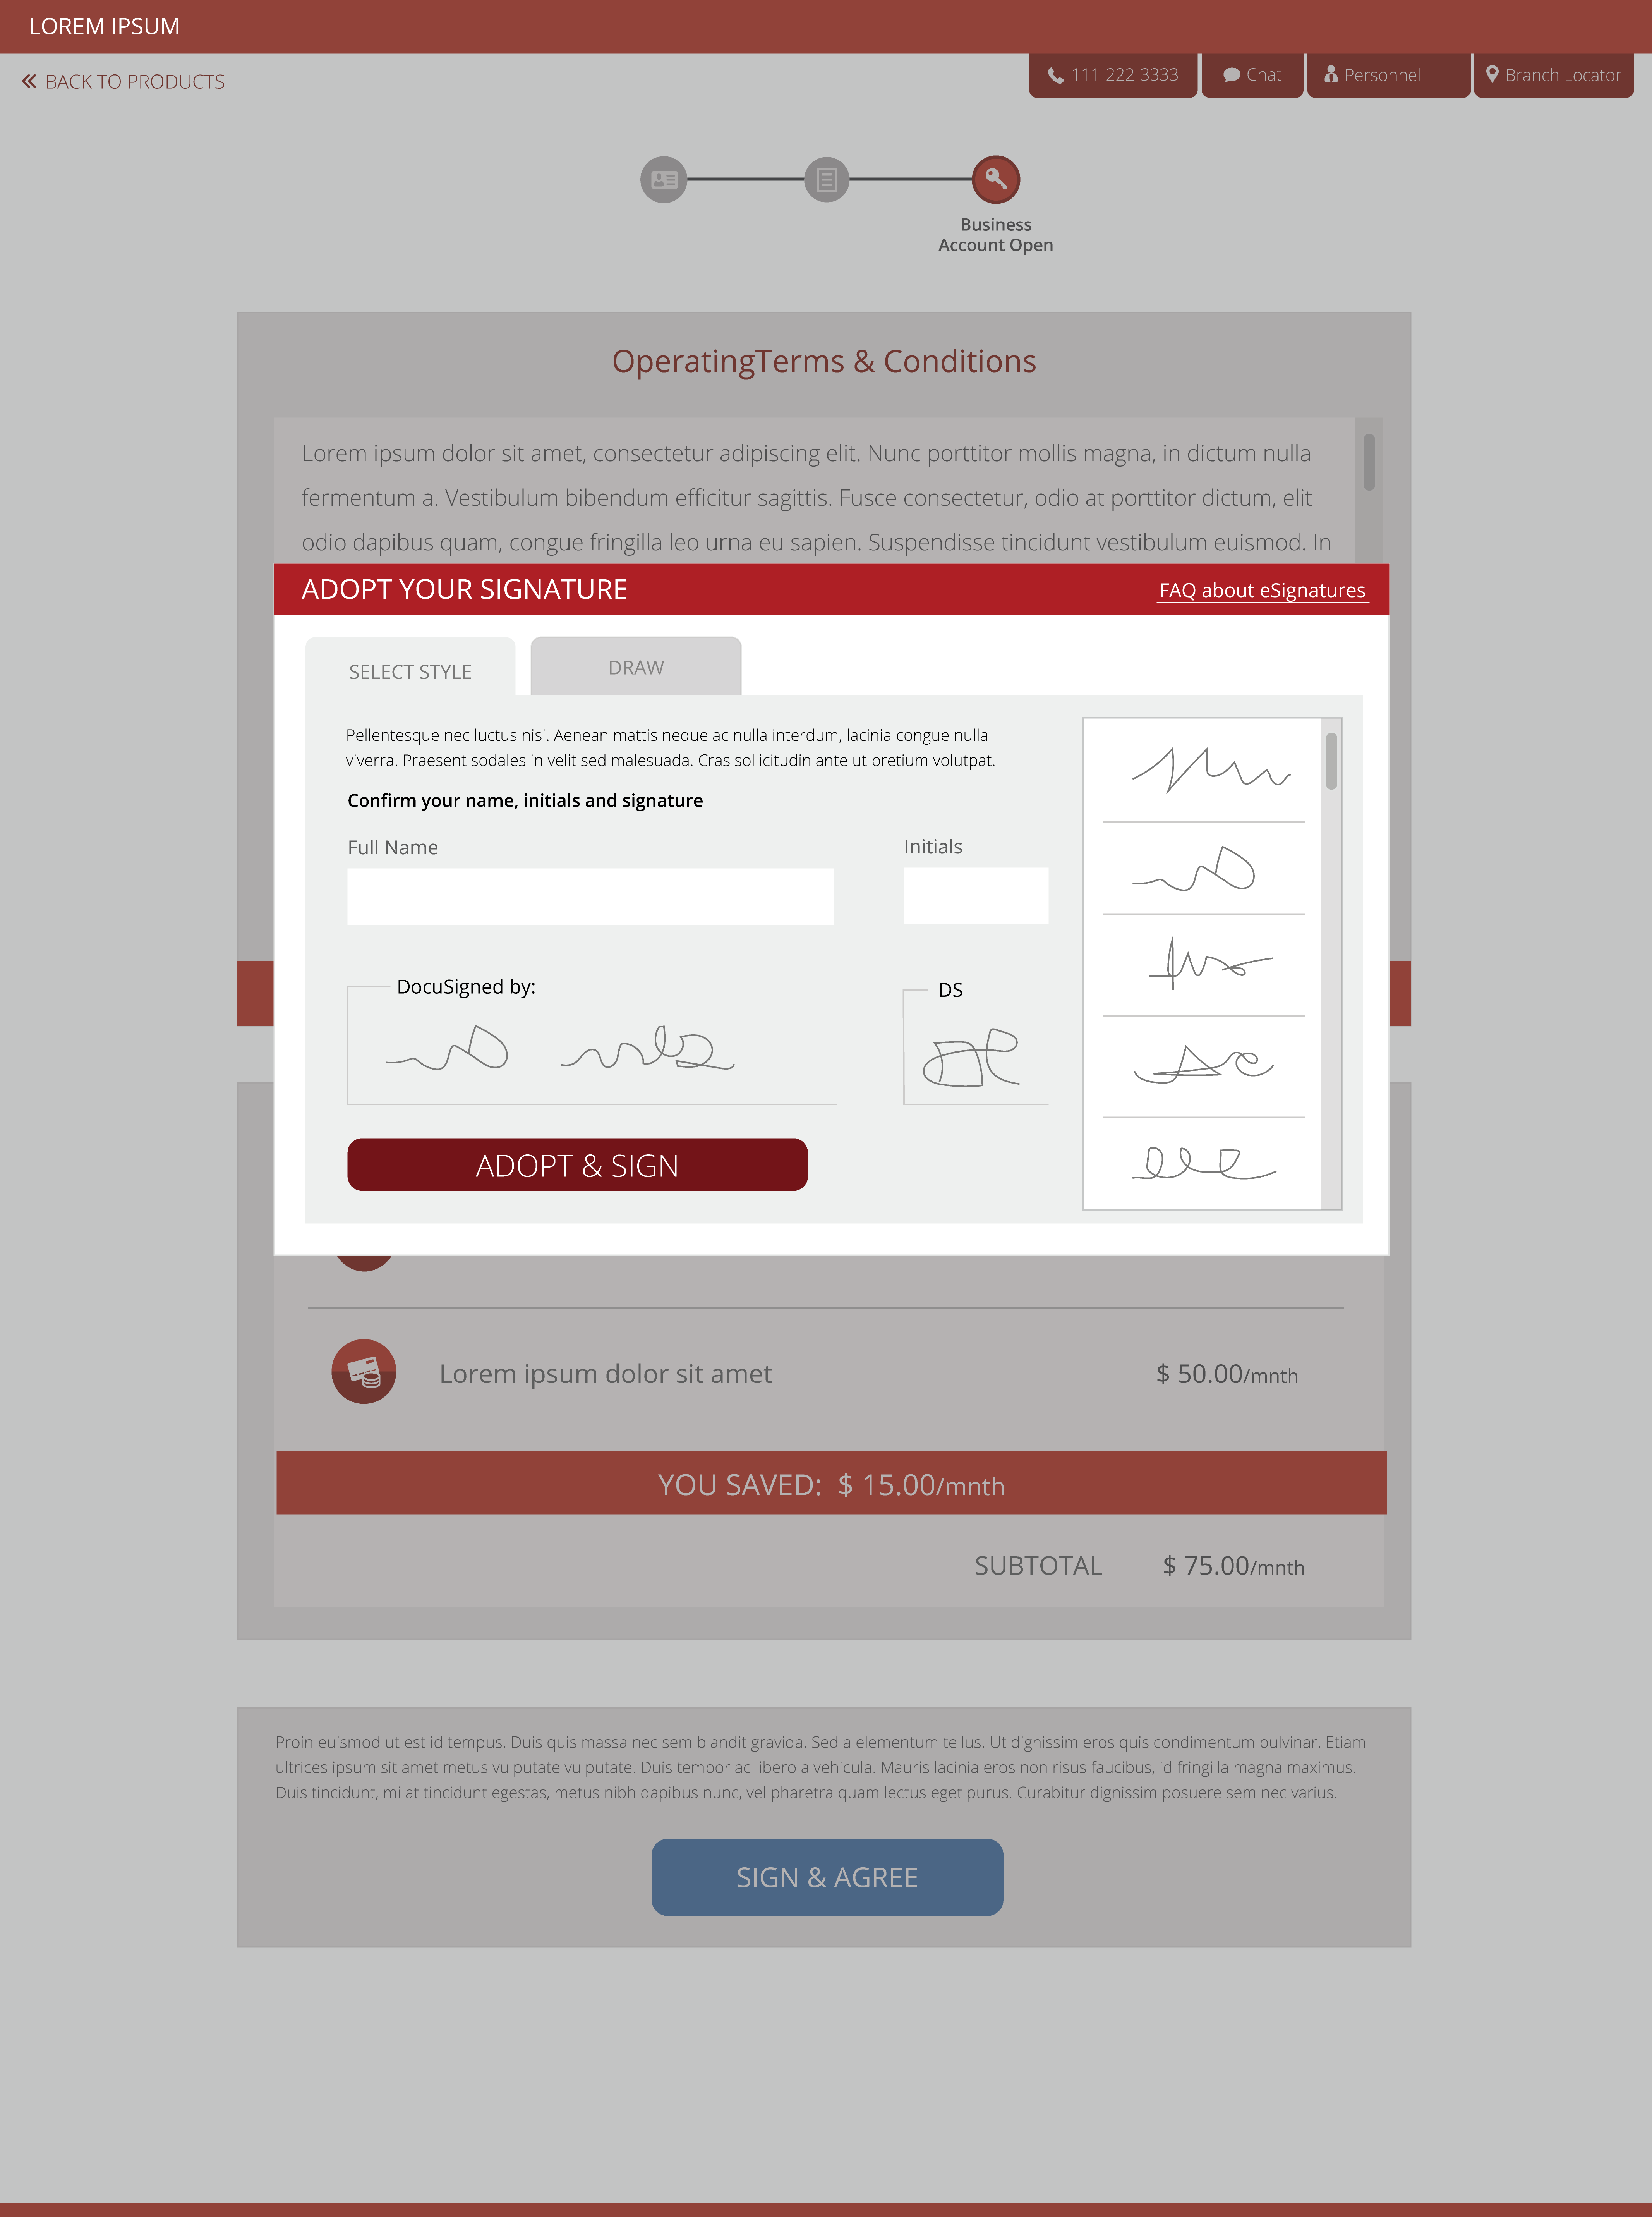 LOREM IPSUM
BACK TO PRODUCTS
111-222-3333
Chat
Personnel
Branch Locator
Business
Account Open
OperatingTerms & Conditions
Lorem ipsum dolor sit amet, consectetur adipiscing elit. Nunc porttitor mollis magna, in dictum nulla
fermentum a. Vestibulum bibendum efficitur sagittis. Fusce consectetur, odio at porttitor dictum, elit
odio dapibus quam, congue fringilla leo urna eu sapien. Suspendisse tincidunt vestibulum euismod. In
ADOPT YOUR SIGNATURE
FAQ about eSignatures
SELECT STYLE
DRAW
Pellentesque nec luctus nisi. Aenean mattis neque ac nulla interdum, lacinia congue nulla
viverra. Praesent sodales in velit sed malesuada. Cras sollicitudin ante ut pretium volutpat.
Confirm your name, initials and signature
Full Name
Initials
DocuSigned by:
DS
ADOPT & SIGN
Lorem ipsum dolor sit amet
$ 50.00/mnth
YOU SAVED: $ 15.00/mnth
SUBTOTAL $ 75.00/mnth
Proin euismod ut est id tempus. Duis quis massa nec sem blandit gravida. Sed a elementum tellus. Ut dignissim eros quis condimentum pulvinar. Etiam
ultrices ipsum sit amet metus vulputate vulputate. Duis tempor ac libero a vehicula. Mauris lacinia eros non risus faucibus, id fringilla magna maximus.
Duis tincidunt, mi at tincidunt egestas, metus nibh dapibus nunc, vel pharetra quam lectus eget purus. Curabitur dignissim posuere sem nec varius.
SIGN & AGREE